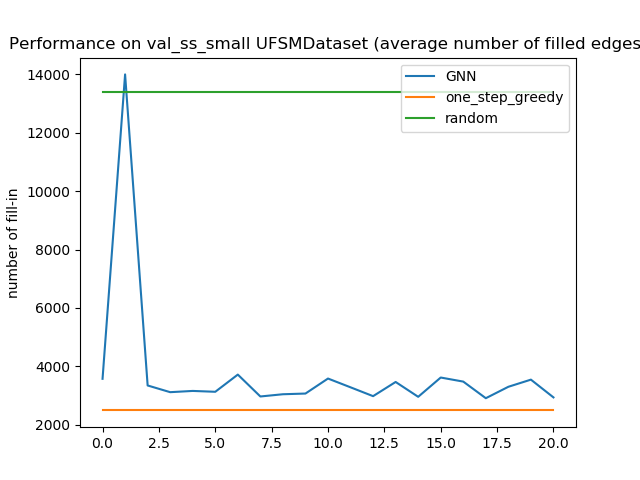 Performance on val_ss_small UFSMDataset (average number of filled edges
GNN
one_step_greedy
random
number of fill-in
14000
12000
10000
8000
6000
4000
2000
0.0 2.5 5.0 7.5 10.0 12.5 15.0 17.5 20.0